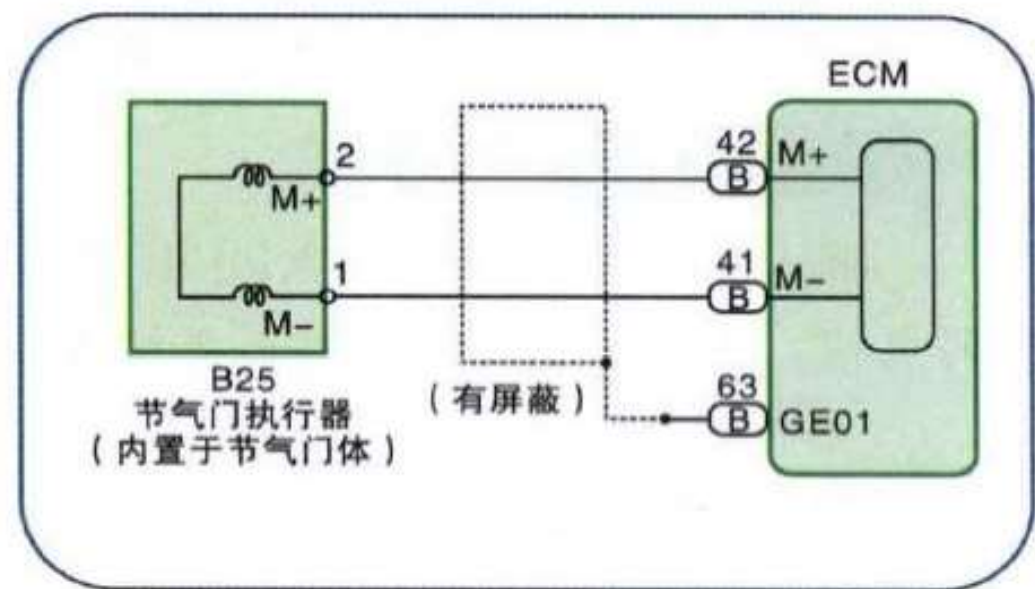 ECM
2
M+
42
B
M+
1
M-
41
B
M-
B25
节气门执行器
（内置于节气门体）
（有屏蔽）
63
B
GE01